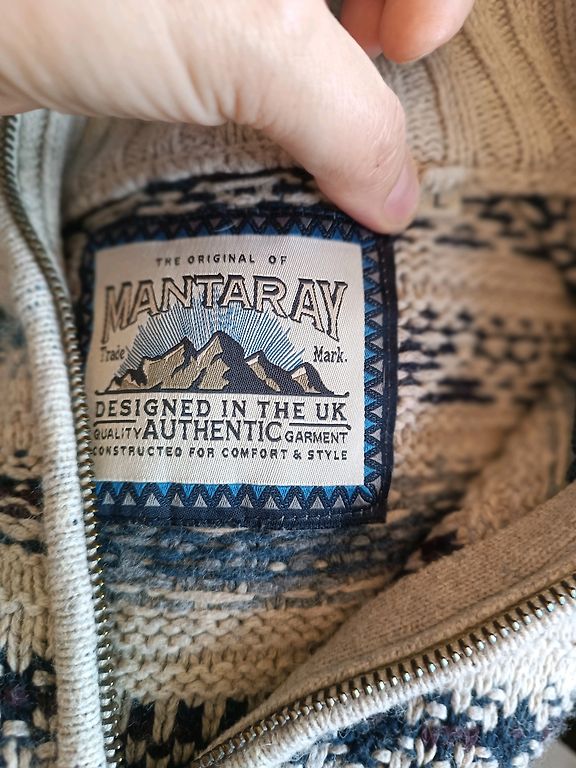 THE ORIGINAL OF
MANTARAY
Trade Mark.
DESIGNED IN THE UK
QUALITY AUTHENTIC GARMENT
CONSTRUCTED FOR COMFORT & STYLE
L